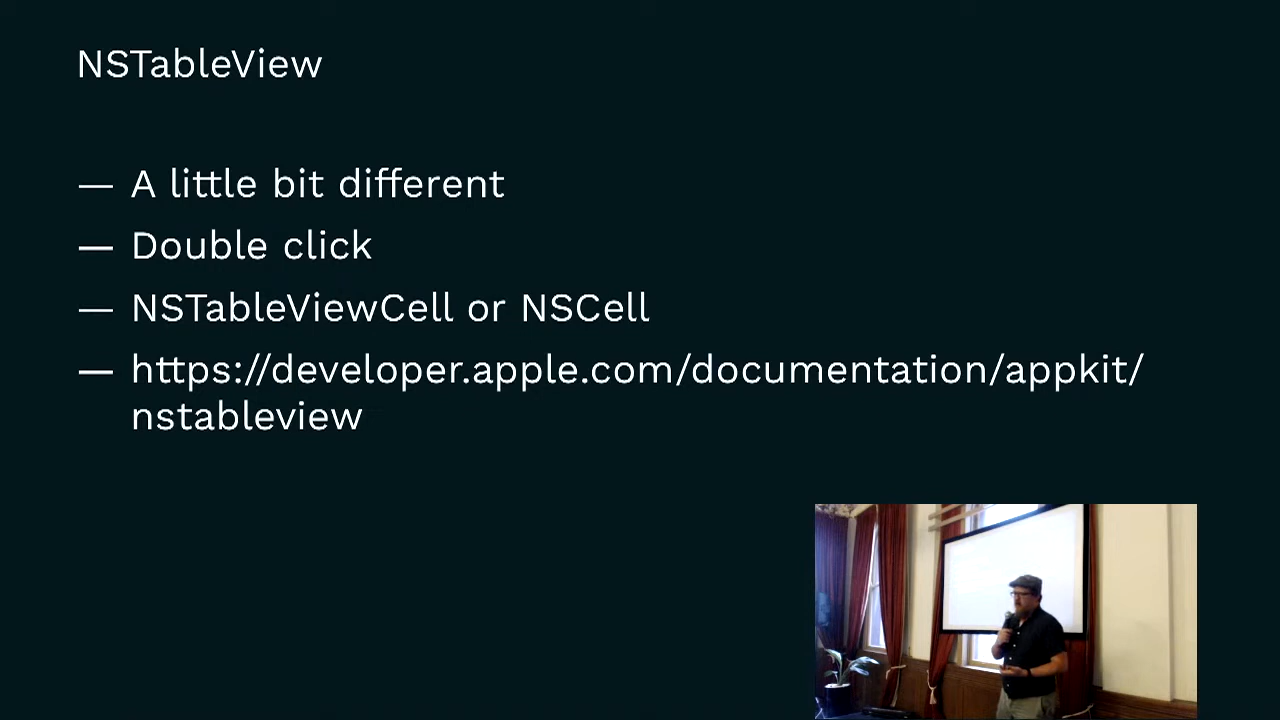 NSTableView
— A little bit different
— Double click
— NSTableViewCell or NSCell
— https://developer.apple.com/documentation/appkit/
nstableview